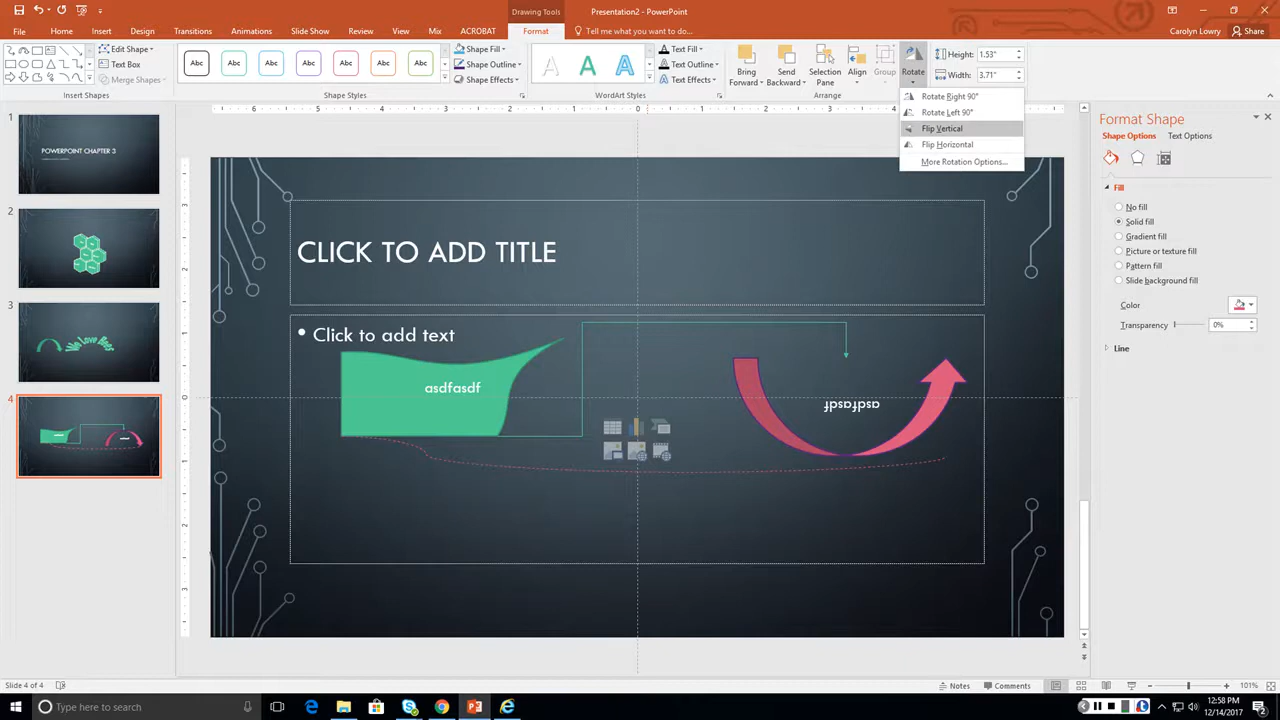 Drawing Tools
Presentation2 - PowerPoint
File
Home
Insert
Design
Transitions
Animations
Slide Show
Review
View
Mix
ACROBAT
Format
Tell me what you want to do...
Carolyn Lowry
Share
Edit Shape
Text Box
Merge Shapes
Insert Shapes
Abc
Abc
Abc
Abc
Abc
Abc
Shape Fill
Shape Outline
Shape Effects
Shape Styles
A
A
A
Text Fill
Text Outline
Text Effects
WordArt Styles
Bring
Forward
Send
Backward
Selection
Pane
Align
Group
Rotate
Arrange
Height: 1.53"
Width: 3.71"
Rotate Right 90°
Rotate Left 90°
Flip Vertical
Flip Horizontal
More Rotation Options...
Format Shape
Shape Options
Text Options
Fill
No fill
Solid fill
Gradient fill
Picture or texture fill
Pattern fill
Slide background fill
Color
Transparency
0%
Line
1
POWERPOINT CHAPTER 3
2
3
We Love Bees
4
CLICK TO ADD TITLE
• Click to add text
asdfasdf
asdfasdf
Slide 4 of 4
Notes
Comments
101%
Type here to search
12:58 PM
12/14/2017